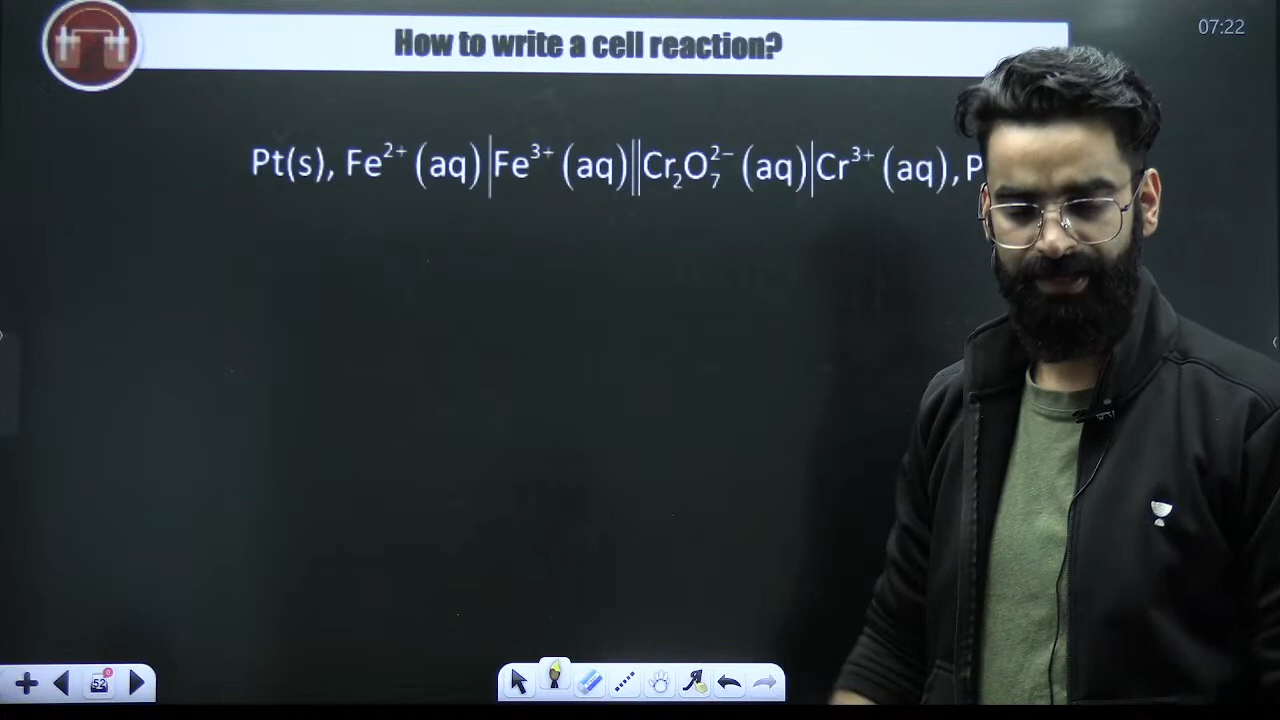 How to write a cell reaction?
07:22
Pt(s), Fe²⁺ (aq)|Fe³⁺ (aq)||Cr₂O₇²⁻ (aq)|Cr³⁺ (aq), P
52